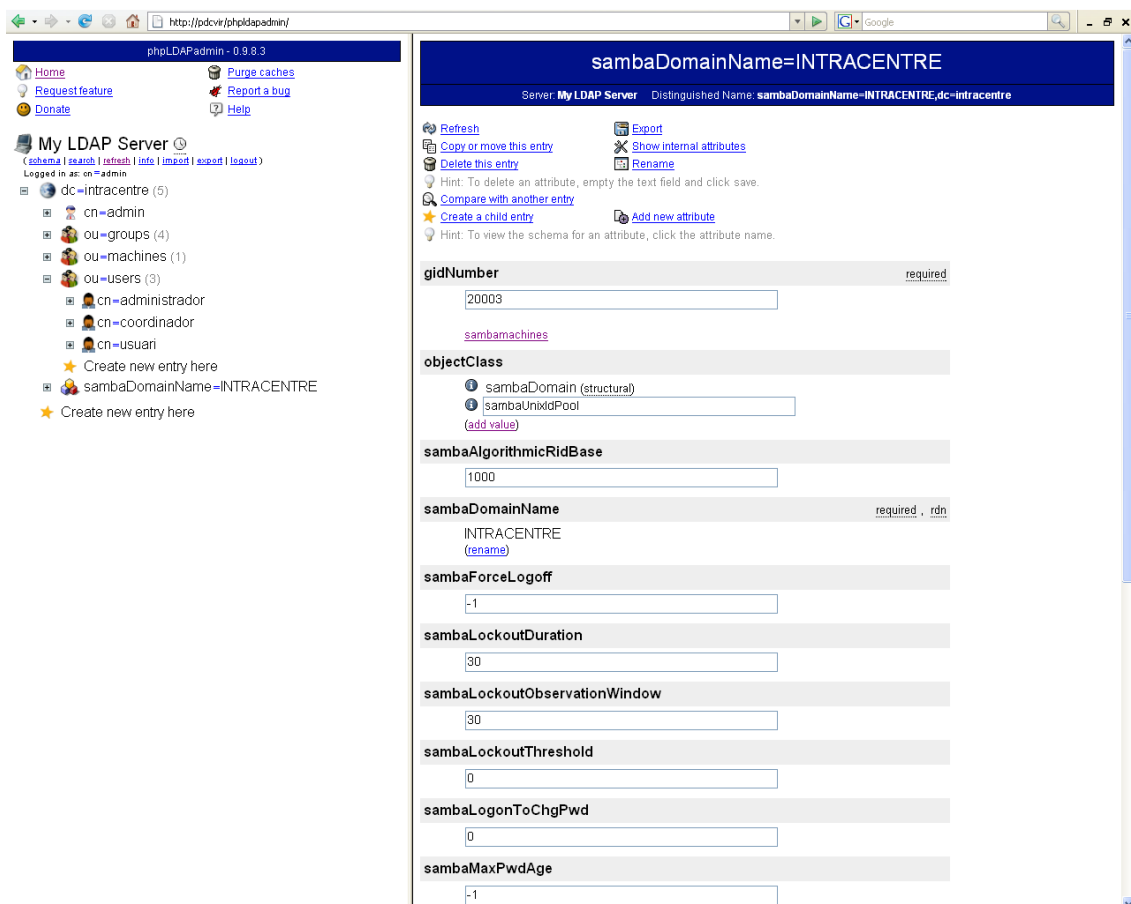 http://pdcvir/phpldapadmin/
G
Google
phpLDAPadmin - 0.9.8.3
Home
Purge caches
Request feature
Report a bug
Donate
Help
My LDAP Server
( schema | search | refresh | info | import | export | logout )
Logged in as: cn=admin
dc=intracentre (5)
cn=admin
ou=groups (4)
ou=machines (1)
ou=users (3)
cn=administrador
cn=coordinador
cn=usuari
Create new entry here
sambaDomainName=INTRACENTRE
Create new entry here
sambaDomainName=INTRACENTRE
Server: My LDAP Server Distinguished Name: sambaDomainName=INTRACENTRE,dc=intracentre
Refresh
Export
Copy or move this entry
Show internal attributes
Delete this entry
Rename
Hint: To delete an attribute, empty the text field and click save.
Compare with another entry
Create a child entry
Add new attribute
Hint: To view the schema for an attribute, click the attribute name.
gidNumber
required
20003
sambamachines
objectClass
sambaDomain (structural)
sambaUnixIdPool
(add value)
sambaAlgorithmicRidBase
1000
sambaDomainName
required , rdn
INTRACENTRE
(rename)
sambaForceLogoff
-1
sambaLockoutDuration
30
sambaLockoutObservationWindow
30
sambaLockoutThreshold
0
sambaLogonToChgPwd
0
sambaMaxPwdAge
-1